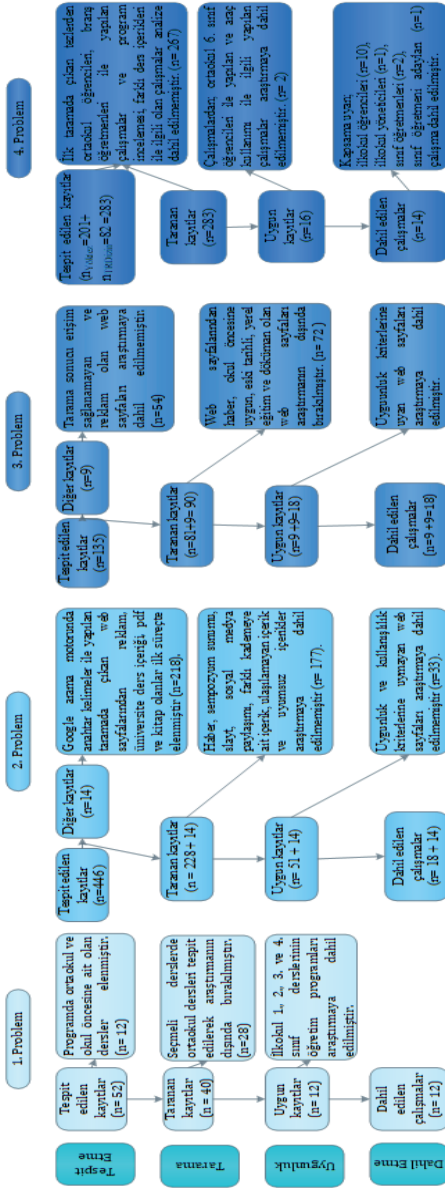 1. Problem
2. Problem
3. Problem
4. Problem
Tespit
Etme
Tespit
edilen
kayıtlar
(n= 52)
Programda ortaokul ve
okul öncesine ait olan
dersler elenmiştir.
(n= 12)
Tespit edilen
kayıtlar
(n=446)
Diğer kayıtlar
(n=14)
Google arama motorunda
anahtar kelimeler ile yapılan
taramada çıkan web
sayfalarından reklam,
üniversite ders içeriği, pdf
ve kitap olanlar ilk süreçte
elenmiştir (n=218).
Tespit edilen
kayıtlar
(n=135)
Diğer kayıtlar
(n=9)
Tarama sonucu erişim
sağlanamayan ve
reklam olan web
sayfaları araştırmaya
dahil edilmemiştir.
(n=54)
Tespit edilen kayıtlar
=201+
=82 =283)
İlk taramada çıkan tezlerden
ortaokul öğrencileri, branş
öğretmenleri ile yapılan
çalışmalar ve program
incelemesi, farklı ders içerikleri
ile ilgili olan çalışmalar analize
dahil edilmemiştir. (n= 267)
Tarama
Taranan
kayıtlar
(n = 40)
Seçmeli derslerde
ortaokul dersleri tespit
edilerek araştırmanın
dışında bırakılmıştır.
(n=28)
Taranan kayıtlar
(n = 228+ 14)
Haber, sempozyum sunumu,
slayt, sosyal medya
paylaşımı, farklı kademeye
ait içerik, ulaşılamayan içerik
ve uyumsuz içerikler
araştırmaya dahil
edilmemiştir (n= 177).
Taranan kayıtlar
(n=81+9= 90)
Web sayfalarından
haber, okul öncesine
uygun, eski tarihli, yerel
eğitim ve döküman olan
web sayfaları
araştırmanın dışında
bırakılmıştır. (n= 72 )
Taranan
kayıtlar
(n=283)
Çalışmalardan; ortaokul 6. sınıf
öğrencileri ile yapılan ve araç
kullanımı ile ilgili yapılan
çalışmalar araştırmaya dahil
edilmemiştir. (n= 2)
Uygunluk
Uygun
kayıtlar
(n = 12)
İlkokul 1., 2., 3. ve 4.
sınıf derslerinin
öğretim programları
araştırmaya dahil
edilmiştir.
Uygun kayıtlar
(n= 51 + 14)
Uygunluk ve kullanışlılık
kriterlerine uymayan web
sayfaları araştırmaya dahil
edilmemiştir (n=33).
Uygun kayıtlar
(n=9 +9=18)
Uygunluk kriterlerine
uyan web sayfaları
araştırmaya dahil
edilmiştir.
Uygun
kayıtlar
(n=16)
Kapsama uyan;
ilkokul öğrencileri (n=10),
ilkokul yöneticileri (n=1),
sınıf öğretmenleri (r=2),
sınıf öğretmeni adayları (n=1)
Dahil Etme
Dahil
edilen
çalışmalar
(n= 12)
Dahil edilen
çalışmalar
(n= 18 + 14)
Dahil edilen
çalışmalar
(n=9 +9=18)
Dahil edilen
çalışmalar
(n=14)